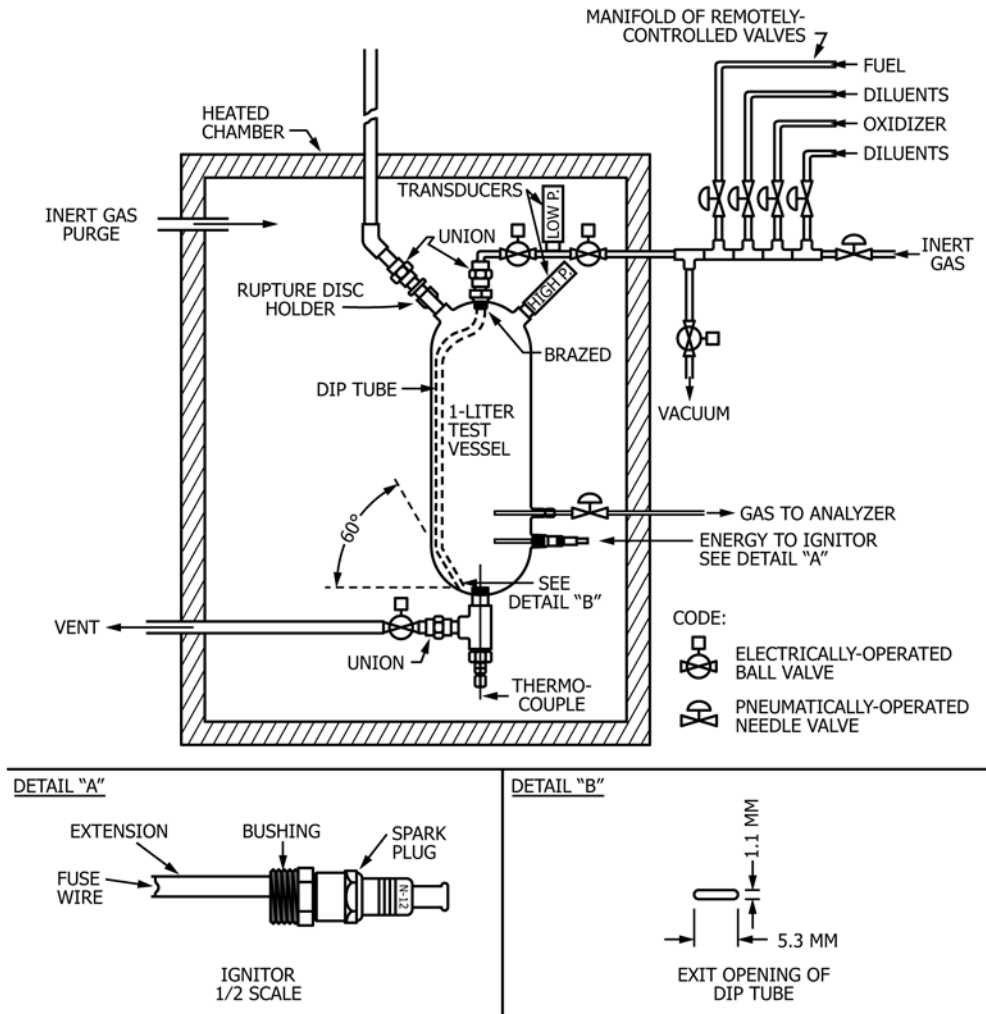 MANIFOLD OF REMOTELY-
CONTROLLED VALVES
FUEL
DILUENTS
OXIDIZER
DILUENTS
HEATED
CHAMBER
TRANSDUCERS
LOW P.
INERT GAS
PURGE
UNION
INERT
GAS
HIGH P.
RUPTURE DISC
HOLDER
BRAZED
DIP TUBE
1-LITER
TEST
VESSEL
VACUUM
60°
GAS TO ANALYZER
ENERGY TO IGNITOR
SEE DETAIL "A"
SEE
DETAIL "B"
VENT
UNION
THERMO-
COUPLE
CODE:
ELECTRICALLY-OPERATED
BALL VALVE
PNEUMATICALLY-OPERATED
NEEDLE VALVE
DETAIL "A"
EXTENSION
BUSHING
SPARK
PLUG
FUSE
WIRE
N-12
IGNITOR
1/2 SCALE
DETAIL "B"
1.1 MM
5.3 MM
EXIT OPENING OF
DIP TUBE